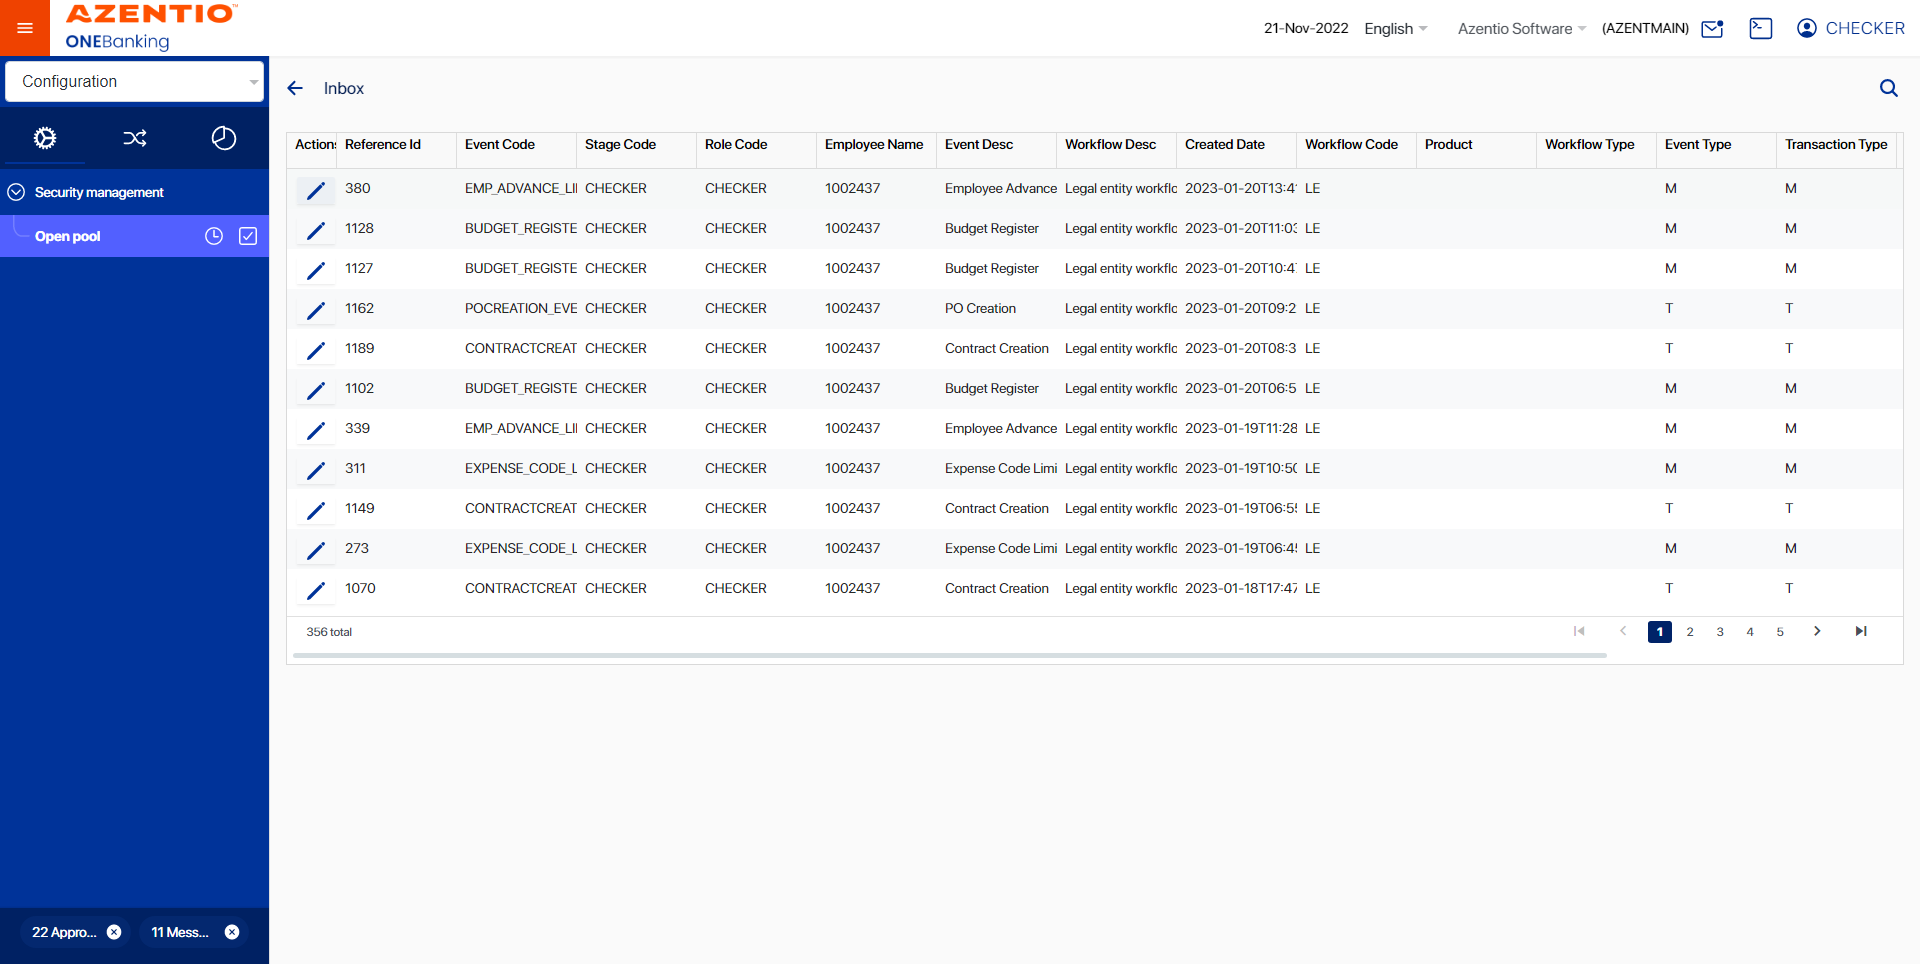 AZENTIO™
ONEBanking
21-Nov-2022 English Azentio Software (AZENTMAIN) CHECKER
Configuration
Security management
Open pool
22 Appro...
11 Mess...
Inbox
Actions Reference Id Event Code Stage Code Role Code Employee Name Event Desc Workflow Desc Created Date Workflow Code Product Workflow Type Event Type Transaction Type
380 EMP_ADVANCE_LI CHECKER CHECKER 1002437 Employee Advance Legal entity workflo 2023-01-20T13:4 LE M M
1128 BUDGET_REGISTE CHECKER CHECKER 1002437 Budget Register Legal entity workflo 2023-01-20T11:03 LE M M
1127 BUDGET_REGISTE CHECKER CHECKER 1002437 Budget Register Legal entity workflo 2023-01-20T10:4 LE M M
1162 POCREATION_EVE CHECKER CHECKER 1002437 PO Creation Legal entity workflo 2023-01-20T09:2 LE T T
1189 CONTRACTCREAT CHECKER CHECKER 1002437 Contract Creation Legal entity workflo 2023-01-20T08:3 LE T T
1102 BUDGET_REGISTE CHECKER CHECKER 1002437 Budget Register Legal entity workflo 2023-01-20T06:5 LE M M
339 EMP_ADVANCE_LI CHECKER CHECKER 1002437 Employee Advance Legal entity workflo 2023-01-19T11:28 LE M M
311 EXPENSE_CODE_L CHECKER CHECKER 1002437 Expense Code Limi Legal entity workflo 2023-01-19T10:50 LE M M
1149 CONTRACTCREAT CHECKER CHECKER 1002437 Contract Creation Legal entity workflo 2023-01-19T06:55 LE T T
273 EXPENSE_CODE_L CHECKER CHECKER 1002437 Expense Code Limi Legal entity workflo 2023-01-19T06:45 LE M M
1070 CONTRACTCREAT CHECKER CHECKER 1002437 Contract Creation Legal entity workflo 2023-01-18T17:47 LE T T
356 total 1 2 3 4 5